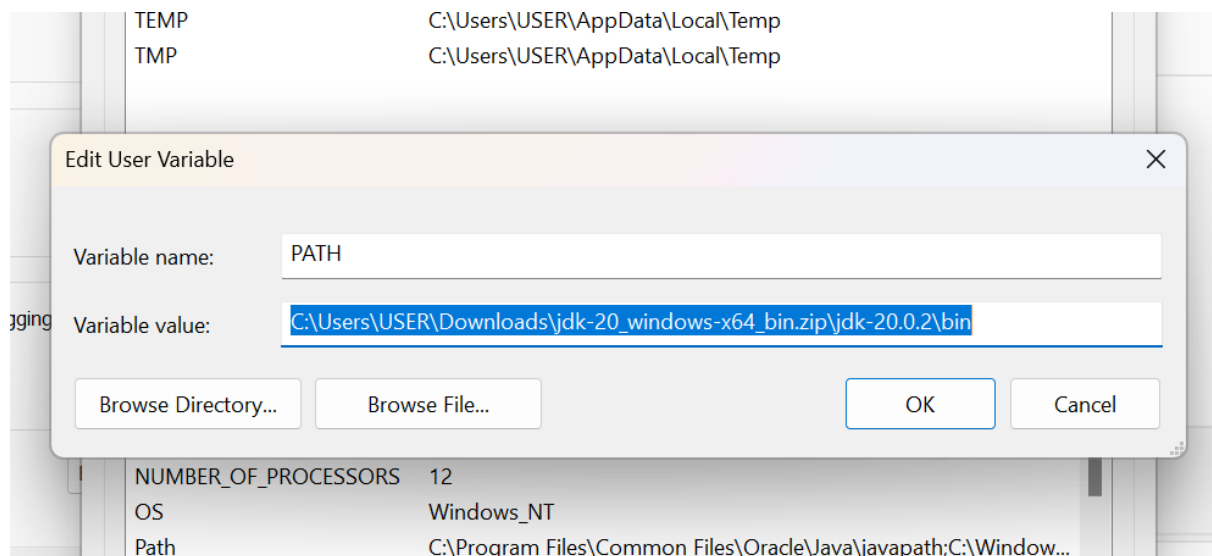 TEMP C:\Users\USER\AppData\Local\Temp
TMP C:\Users\USER\AppData\Local\Temp
Edit User Variable
Variable name: PATH
gging
Variable value: C:\Users\USER\Downloads\jdk-20_windows-x64_bin.zip\jdk-20.0.2\bin
Browse Directory... Browse File... OK Cancel
NUMBER_OF_PROCESSORS 12
OS Windows_NT
Path C:\Program Files\Common Files\Oracle\Java\javapath;C:\Window...